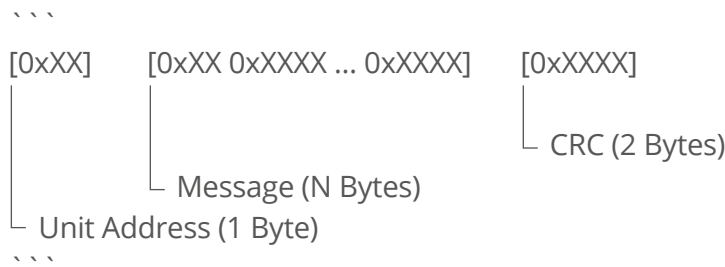 ```
[0xXX] [0xXX 0xXXXX ... 0xXXXX] [0xXXXX]
CRC (2 Bytes)
Message (N Bytes)
Unit Address (1 Byte)
```